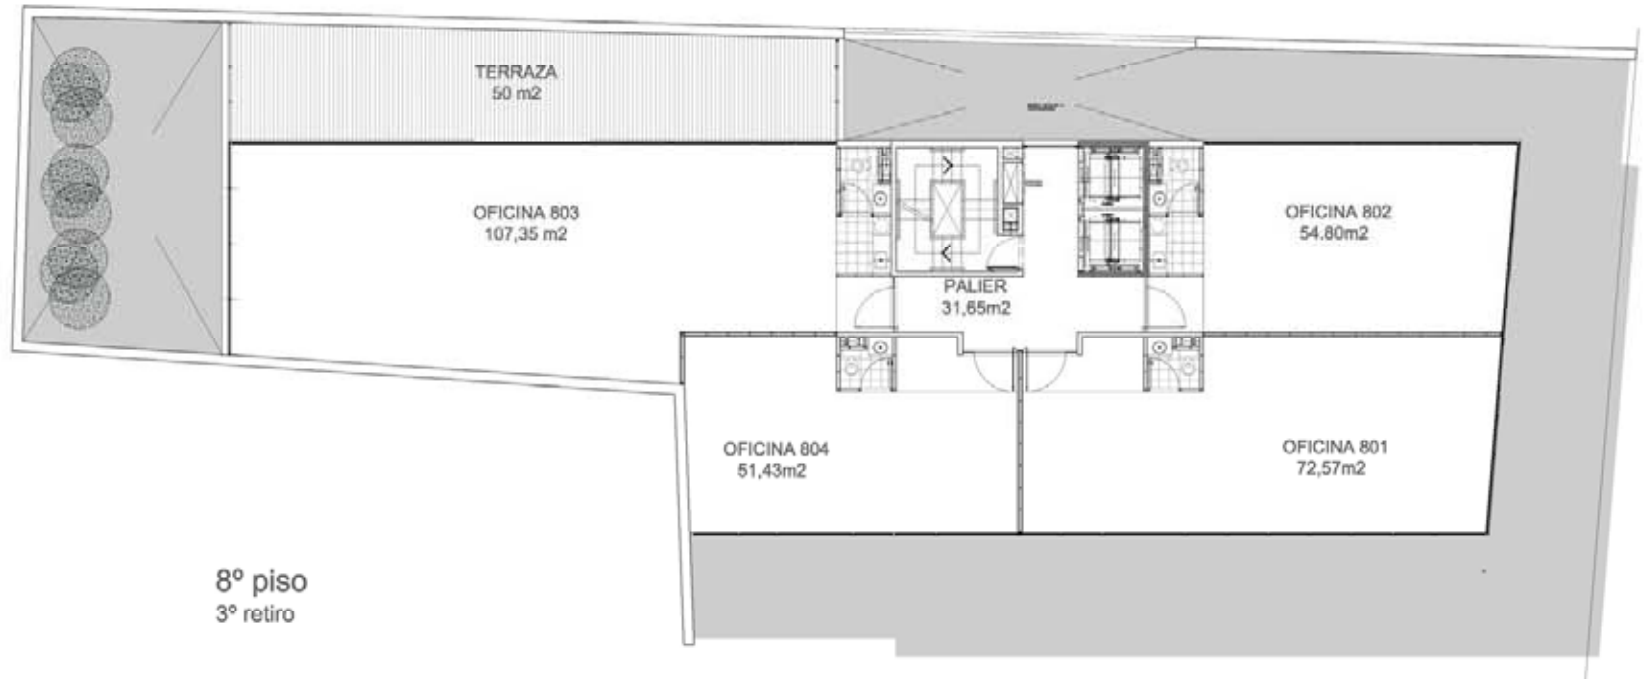 TERRAZA
50 m2
OFICINA 803
107,35 m2
OFICINA 802
54.80m2
PALIER
31,65m2
OFICINA 804
51,43m2
OFICINA 801
72,57m2
8º piso
3º retiro